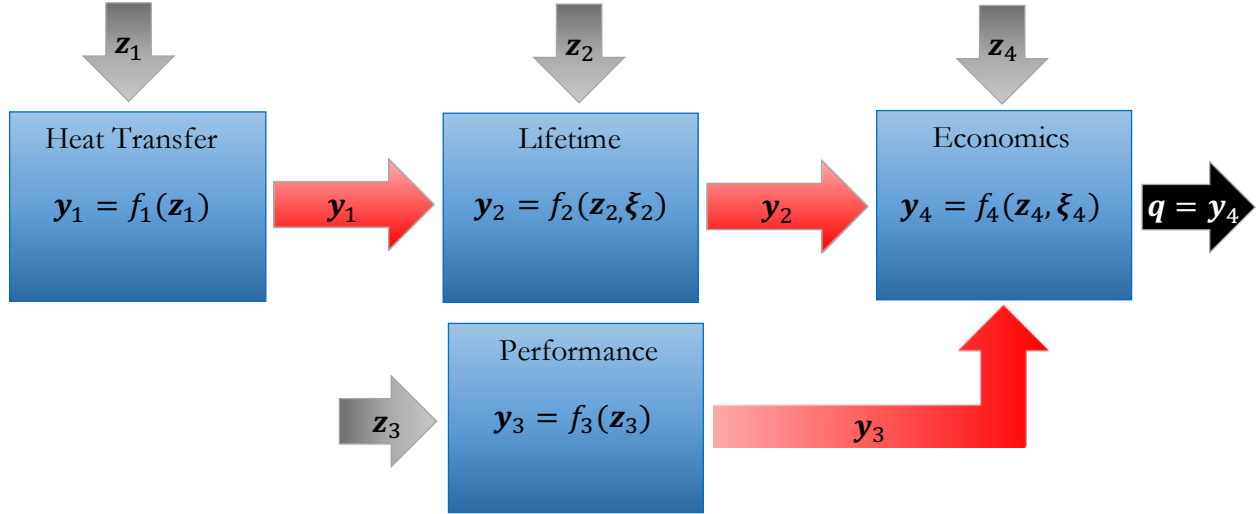 z₁
z₂
z₄
Heat Transfer
y₁ = f₁(z₁)
y₁
Lifetime
y₂ = f₂(z₂,ξ₂)
y₂
Economics
y₄ = f₄(z₄, ξ₄)
q = y₄
z₃
Performance
y₃ = f₃(z₃)
y₃